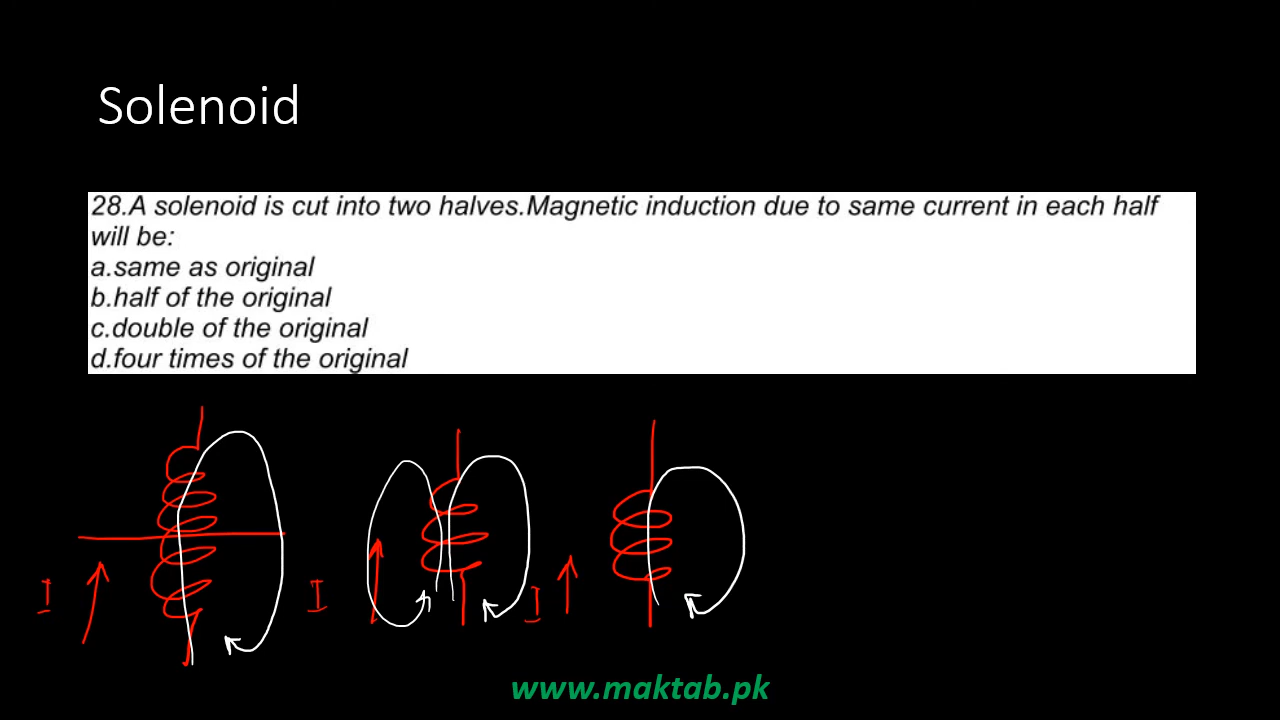 Solenoid
28.A solenoid is cut into two halves.Magnetic induction due to same current in each half
will be:
a.same as original
b.half of the original
c.double of the original
d.four times of the original
I I I
www.maktab.pk